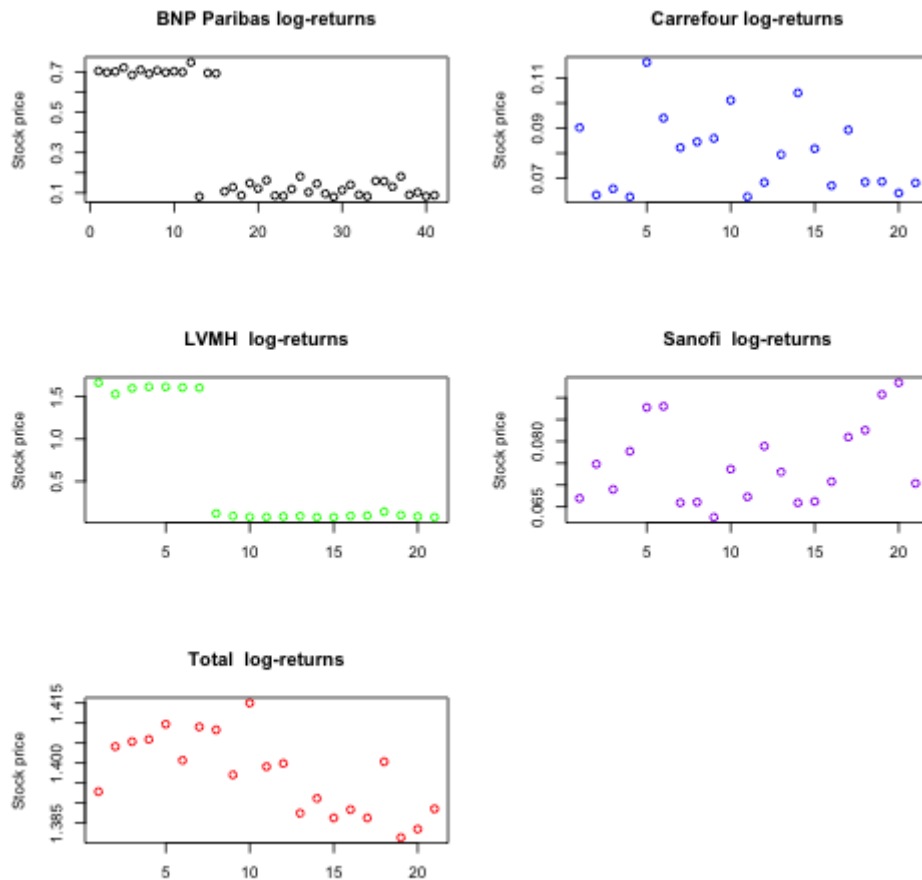 BNP Paribas log-returns
Stock price
0.1 0.3 0.5 0.7
0 10 20 30 40
Carrefour log-returns
Stock price
0.07 0.09 0.11
5 10 15 20
LVMH  log-returns
Stock price
0.5 1.0 1.5
5 10 15 20
Sanofi  log-returns
Stock price
0.065 0.080
5 10 15 20
Total  log-returns
Stock price
1.385 1.400 1.415
5 10 15 20